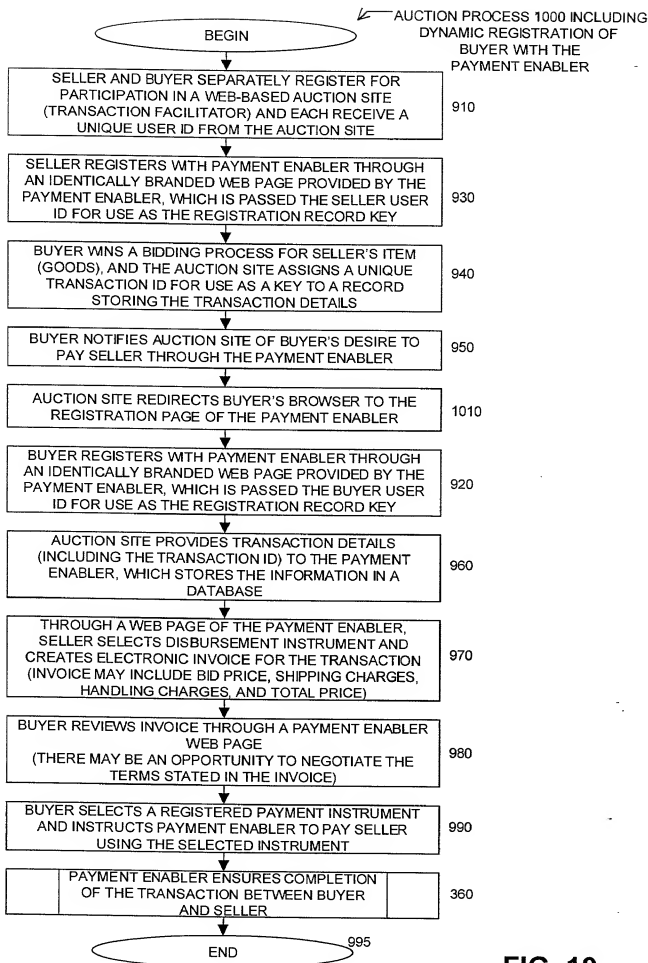 AUCTION PROCESS 1000 INCLUDING
DYNAMIC REGISTRATION OF
BUYER WITH THE
PAYMENT ENABLER
BEGIN
SELLER AND BUYER SEPARATELY REGISTER FOR
PARTICIPATION IN A WEB-BASED AUCTION SITE
(TRANSACTION FACILITATOR) AND EACH RECEIVE A
UNIQUE USER ID FROM THE AUCTION SITE
910
SELLER REGISTERS WITH PAYMENT ENABLER THROUGH
AN IDENTICALLY BRANDED WEB PAGE PROVIDED BY THE
PAYMENT ENABLER, WHICH IS PASSED THE SELLER USER
ID FOR USE AS THE REGISTRATION RECORD KEY
930
BUYER WINS A BIDDING PROCESS FOR SELLER'S ITEM
(GOODS), AND THE AUCTION SITE ASSIGNS A UNIQUE
TRANSACTION ID FOR USE AS A KEY TO A RECORD
STORING THE TRANSACTION DETAILS
940
BUYER NOTIFIES AUCTION SITE OF BUYER'S DESIRE TO
PAY SELLER THROUGH THE PAYMENT ENABLER
950
AUCTION SITE REDIRECTS BUYER'S BROWSER TO THE
REGISTRATION PAGE OF THE PAYMENT ENABLER
1010
BUYER REGISTERS WITH PAYMENT ENABLER THROUGH
AN IDENTICALLY BRANDED WEB PAGE PROVIDED BY THE
PAYMENT ENABLER, WHICH IS PASSED THE BUYER USER
ID FOR USE AS THE REGISTRATION RECORD KEY
920
AUCTION SITE PROVIDES TRANSACTION DETAILS
(INCLUDING THE TRANSACTION ID) TO THE PAYMENT
ENABLER, WHICH STORES THE INFORMATION IN A
DATABASE
960
THROUGH A WEB PAGE OF THE PAYMENT ENABLER,
SELLER SELECTS DISBURSEMENT INSTRUMENT AND
CREATES ELECTRONIC INVOICE FOR THE TRANSACTION
(INVOICE MAY INCLUDE BID PRICE, SHIPPING CHARGES,
HANDLING CHARGES, AND TOTAL PRICE)
970
BUYER REVIEWS INVOICE THROUGH A PAYMENT ENABLER
WEB PAGE
(THERE MAY BE AN OPPORTUNITY TO NEGOTIATE THE
TERMS STATED IN THE INVOICE)
980
BUYER SELECTS A REGISTERED PAYMENT INSTRUMENT
AND INSTRUCTS PAYMENT ENABLER TO PAY SELLER
USING THE SELECTED INSTRUMENT
990
PAYMENT ENABLER ENSURES COMPLETION
OF THE TRANSACTION BETWEEN BUYER
AND SELLER
360
END
995